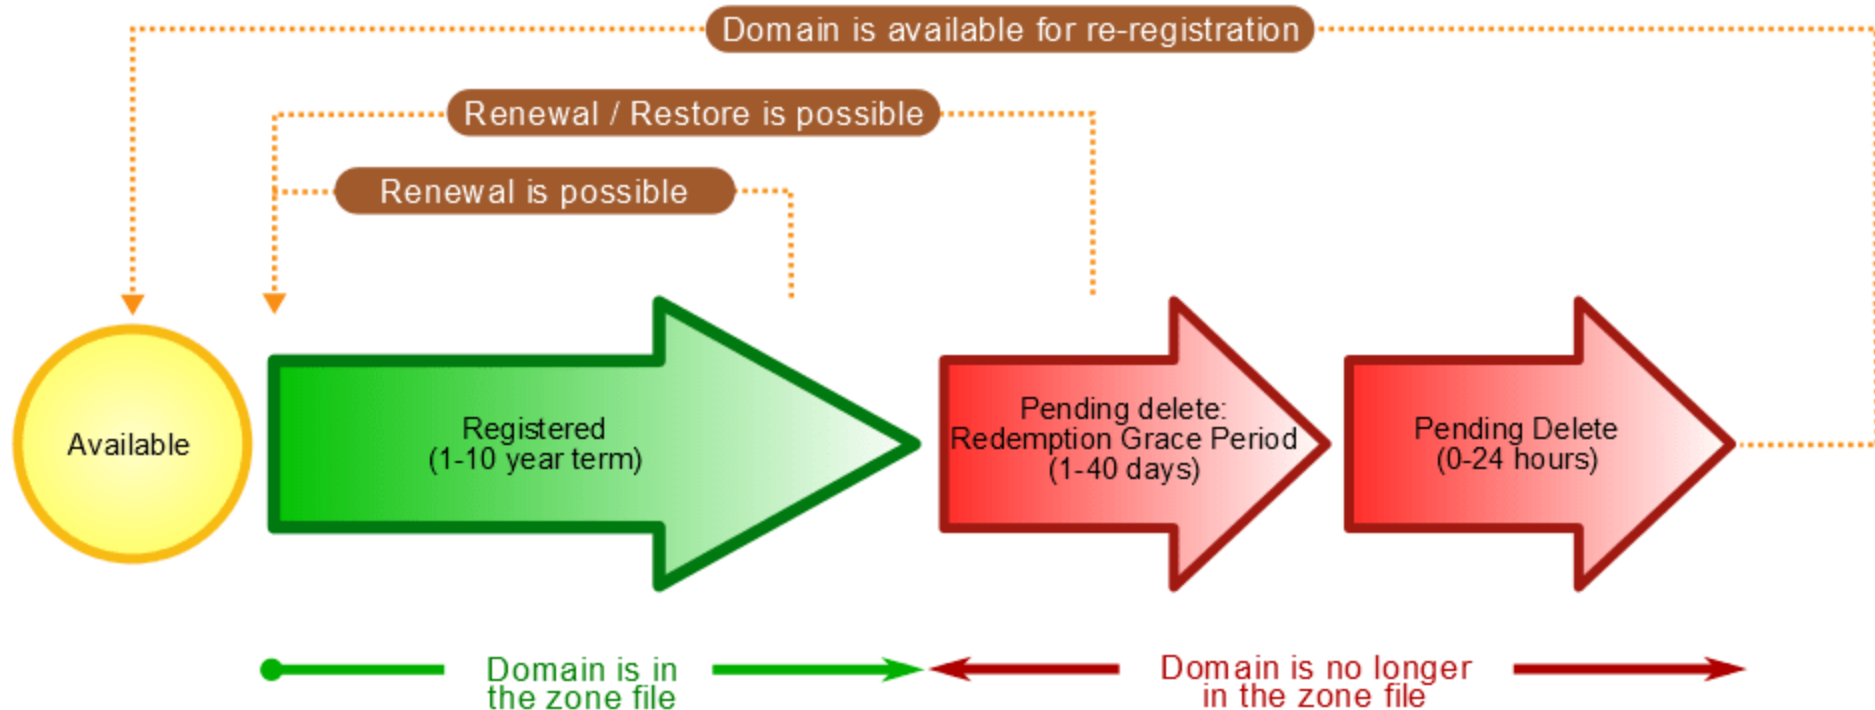 Domain is available for re-registration
Renewal / Restore is possible
Renewal is possible
Available
Registered
(1-10 year term)
Pending delete:
Redemption Grace Period
(1-40 days)
Pending Delete
(0-24 hours)
Domain is in
the zone file
Domain is no longer
in the zone file